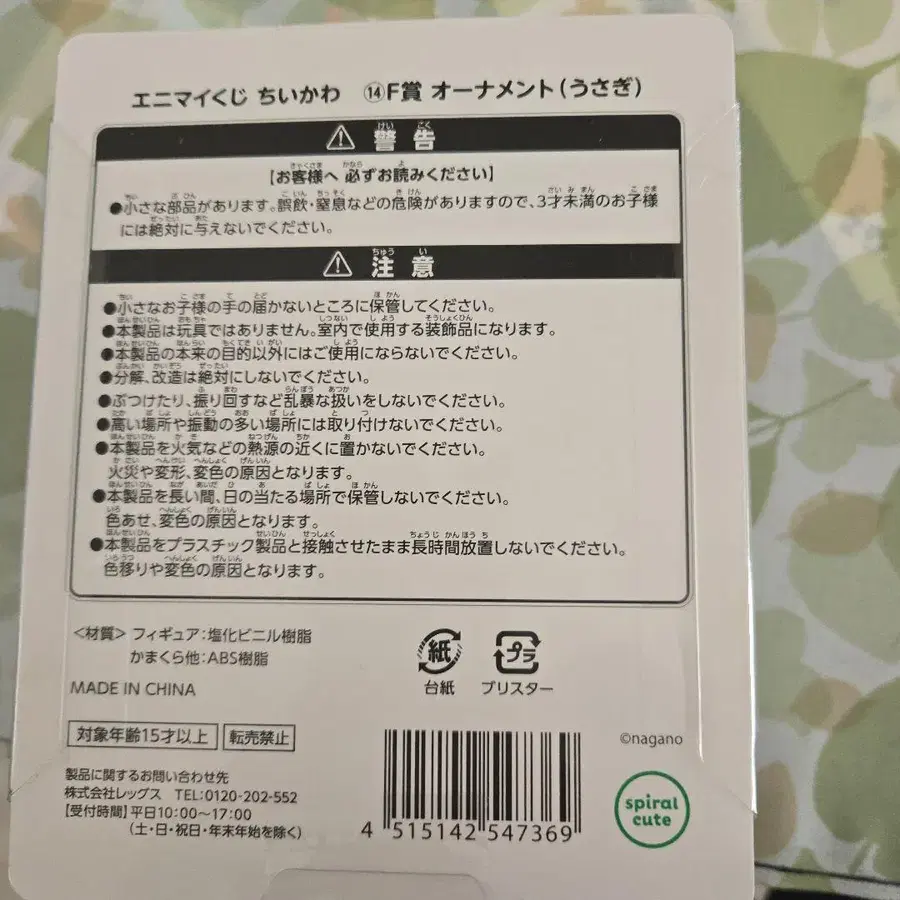 エニマイくじ ちいかわ ⑭F賞 オーナメント(うさぎ)
⚠ 警告
【お客様へ 必ずお読みください】
●小さな部品があります。誤飲・窒息などの危険がありますので、3才未満のお子様
には絶対に与えないでください。
⚠ 注意
●小さなお子様の手の届かないところに保管してください。
●本製品は玩具ではありません。室内で使用する装飾品になります。
●本製品の本来の目的以外にはご使用にならないでください。
●分解、改造は絶対にしないでください。
●ぶつけたり、振り回すなど乱暴な扱いをしないでください。
●高い場所や振動の多い場所には取り付けないでください。
●本製品を火気などの熱源の近くに置かないでください。
火災や変形、変色の原因となります。
●本製品を長い間、日の当たる場所で保管しないでください。
色あせ、変色の原因となります。
●本製品をプラスチック製品と接触させたまま長時間放置しないでください。
色移りや変色の原因となります。
<材質> フィギュア:塩化ビニル樹脂
かまくら他:ABS樹脂
MADE IN CHINA
紙
台紙
プラ
ブリスター
対象年齢15才以上
転売禁止
製品に関するお問い合わせ先
株式会社レッグス TEL:0120-202-552
【受付時間】平日10:00~17:00
(土・日・祝日・年末年始を除く)
4 515142 547369
©nagano
spiral
cute